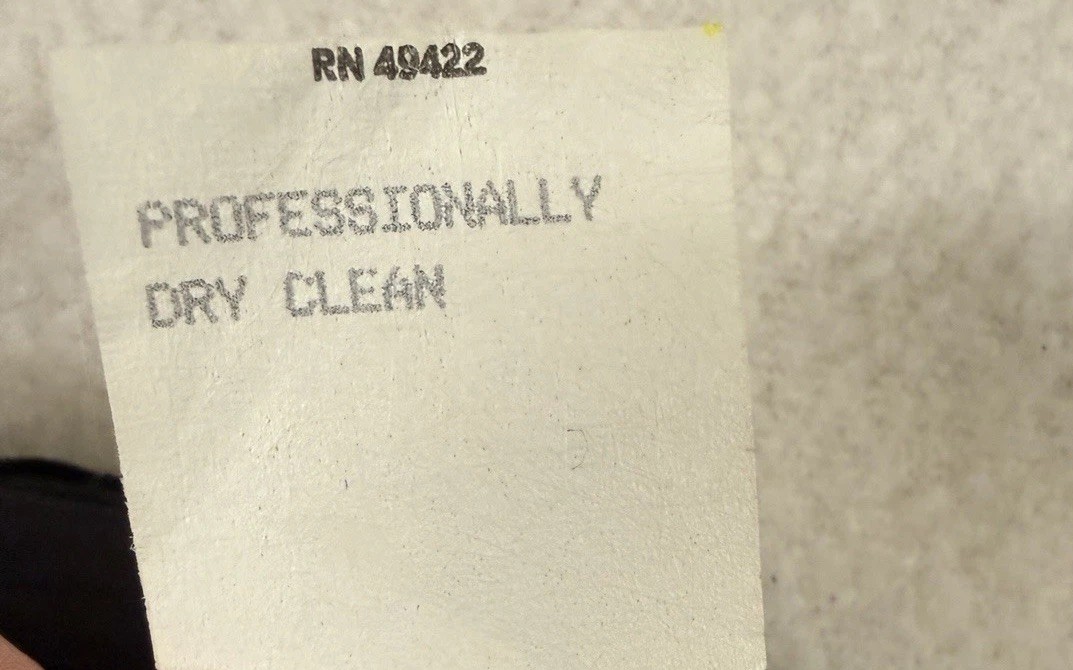 RN 49422
PROFESSIONALLY
DRY CLEAN